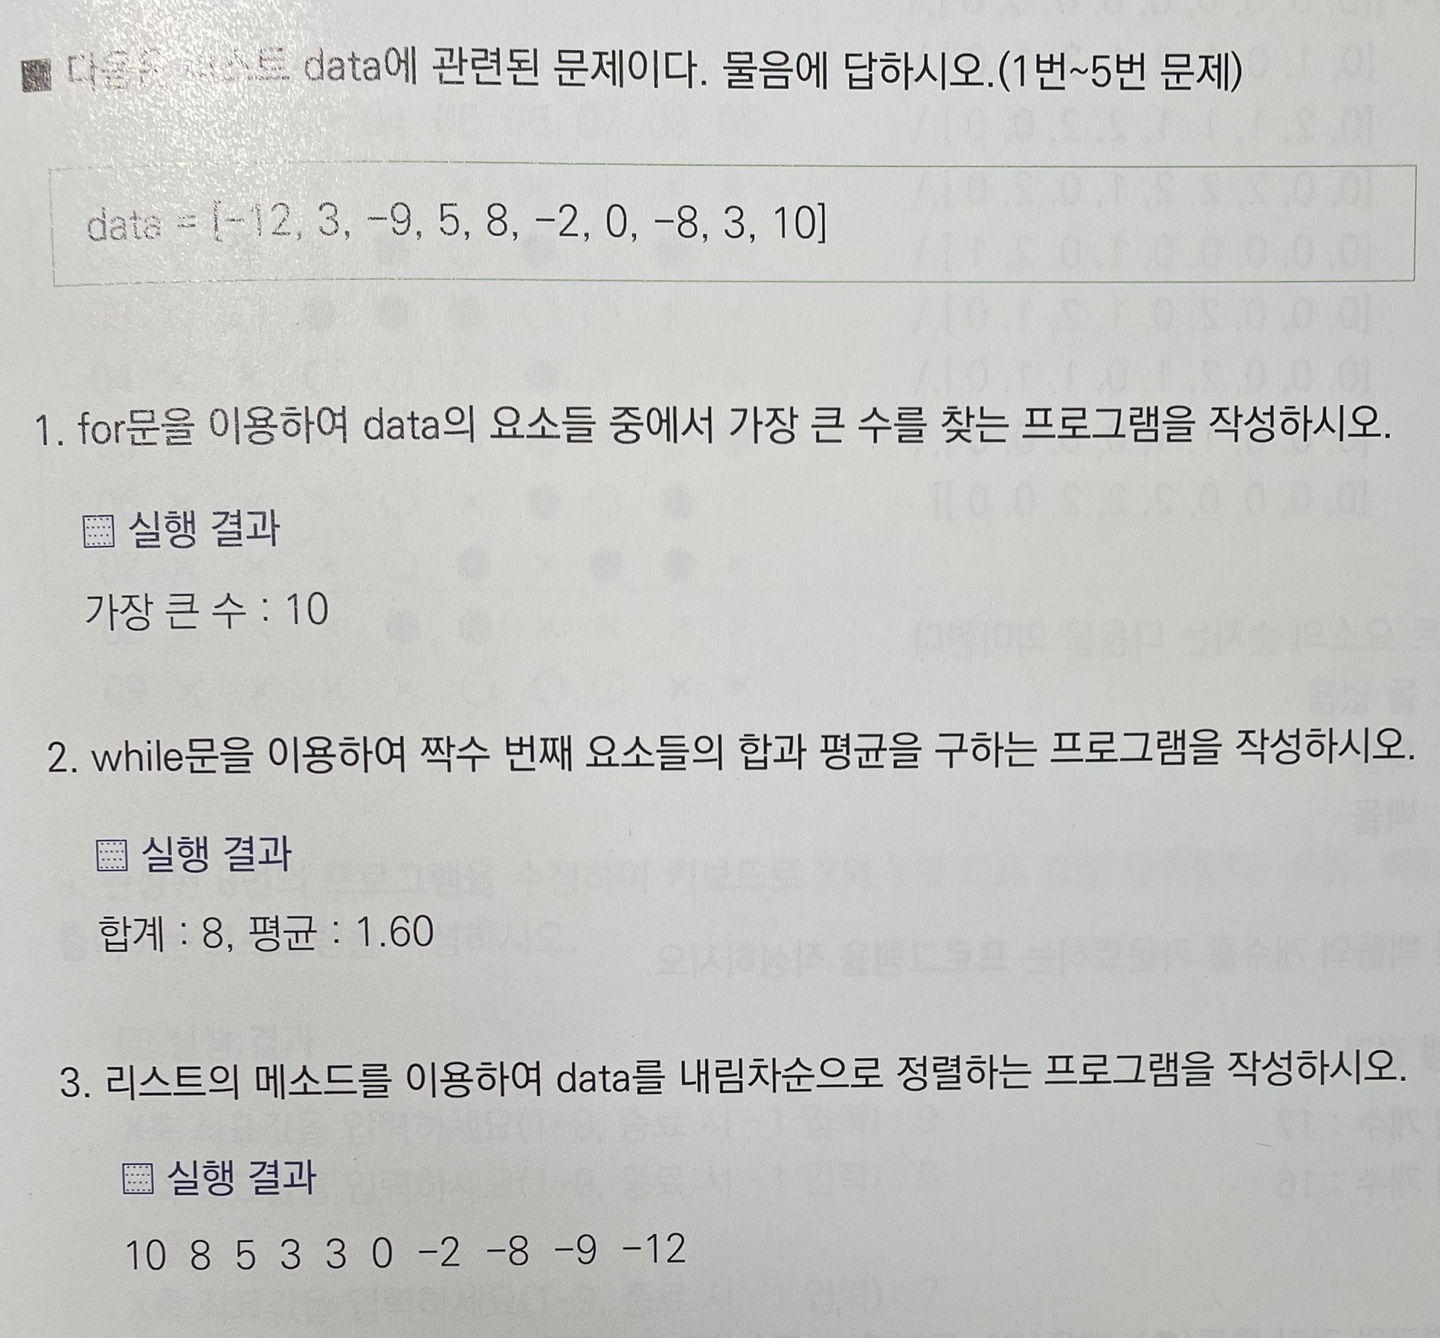 다음은 리스트 data에 관련된 문제이다. 물음에 답하시오.(1번~5번 문제)
data = [-12, 3, -9, 5, 8, -2, 0, -8, 3, 10]
1. for문을 이용하여 data의 요소들 중에서 가장 큰 수를 찾는 프로그램을 작성하시오.
실행 결과
가장 큰 수 : 10
2. while문을 이용하여 짝수 번째 요소들의 합과 평균을 구하는 프로그램을 작성하시오.
실행 결과
합계 : 8, 평균 : 1.60
3. 리스트의 메소드를 이용하여 data를 내림차순으로 정렬하는 프로그램을 작성하시오.
실행 결과
10 8 5 3 3 0 -2 -8 -9 -12